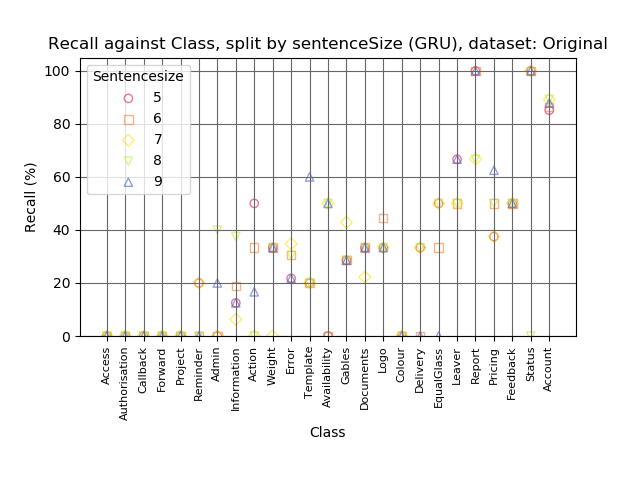 Recall against Class, split by sentenceSize (GRU), dataset: Original
Sentencesize
5
6
7
8
9
Recall (%)
100
80
60
40
20
0
Access
Authorisation
Callback
Forward
Project
Reminder
Admin
Information
Action
Weight
Error
Template
Availability
Gables
Documents
Logo
Colour
Delivery
EqualGlass
Leaver
Report
Pricing
Feedback
Status
Account
Class